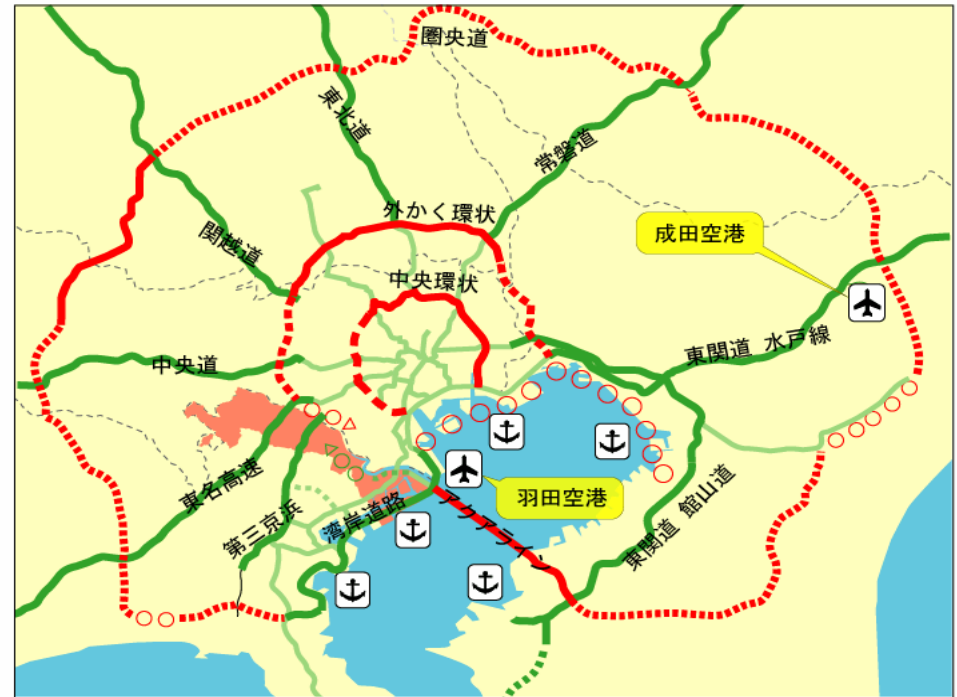 圏央道
東北道
常磐道
外かく環状
関越道
成田空港
中央環状
東関道 水戸線
中央道
東名高速
羽田空港
アクアライン
第三京浜
湾岸道路
東関道 館山道